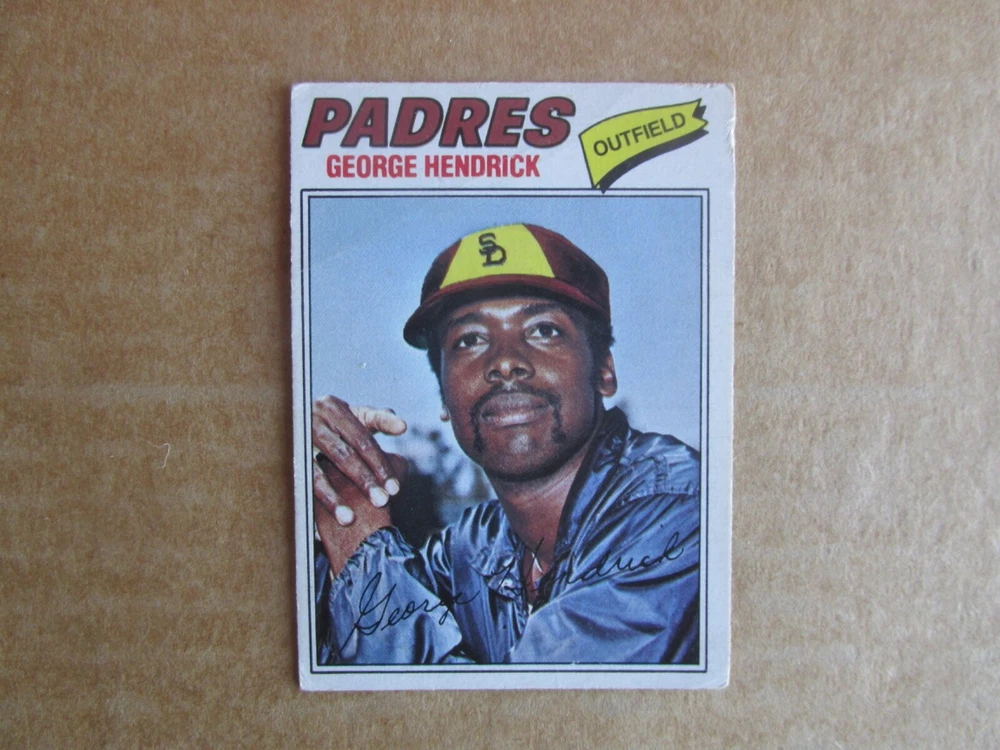 PADRES
OUTFIELD
GEORGE HENDRICK
SD
George Hendrick